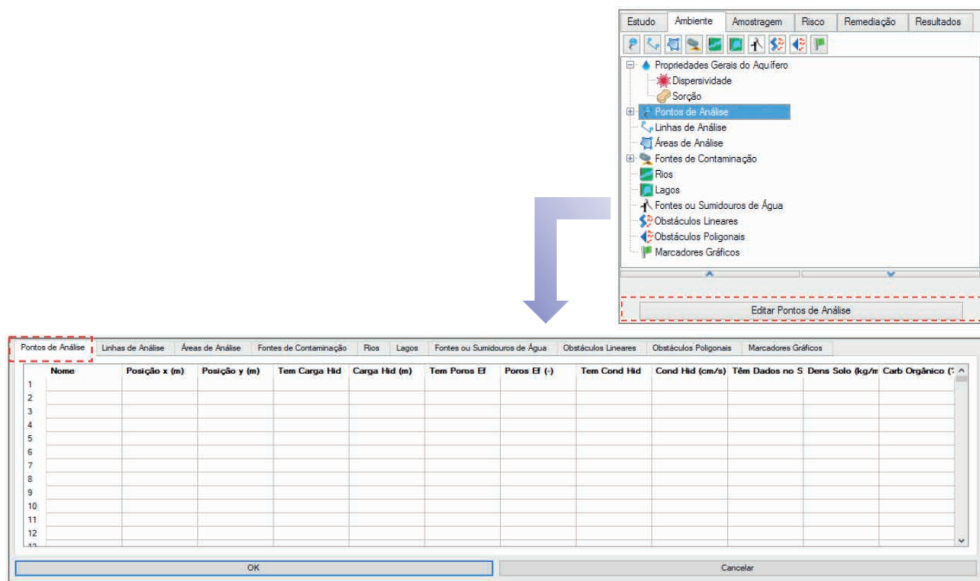 Estudo Ambiente Amostragem Risco Remediação Resultados
Propriedades Gerais do Aquífero
Dispersividade
Sorção
Pontos de Análise
Linhas de Análise
Áreas de Análise
Fontes de Contaminação
Rios
Lagos
Fontes ou Sumidouros de Água
Obstáculos Lineares
Obstáculos Poligonais
Marcadores Gráficos
Editar Pontos de Análise
Pontos de Análise Linhas de Análise Áreas de Análise Fontes de Contaminação Rios Lagos Fontes ou Sumidouros de Água Obstáculos Lineares Obstáculos Poligonais Marcadores Gráficos
Nome Posição x (m) Posição y (m) Tem Carga Hid Carga Hid (m) Tem Poros Ef Poros Ef (-) Tem Cond Hid Cond Hid (cm/s) Têm Dados no S Dens Solo (kg/m Carb Orgânico (
1
2
3
4
5
6
7
8
9
10
11
12
OK Cancelar